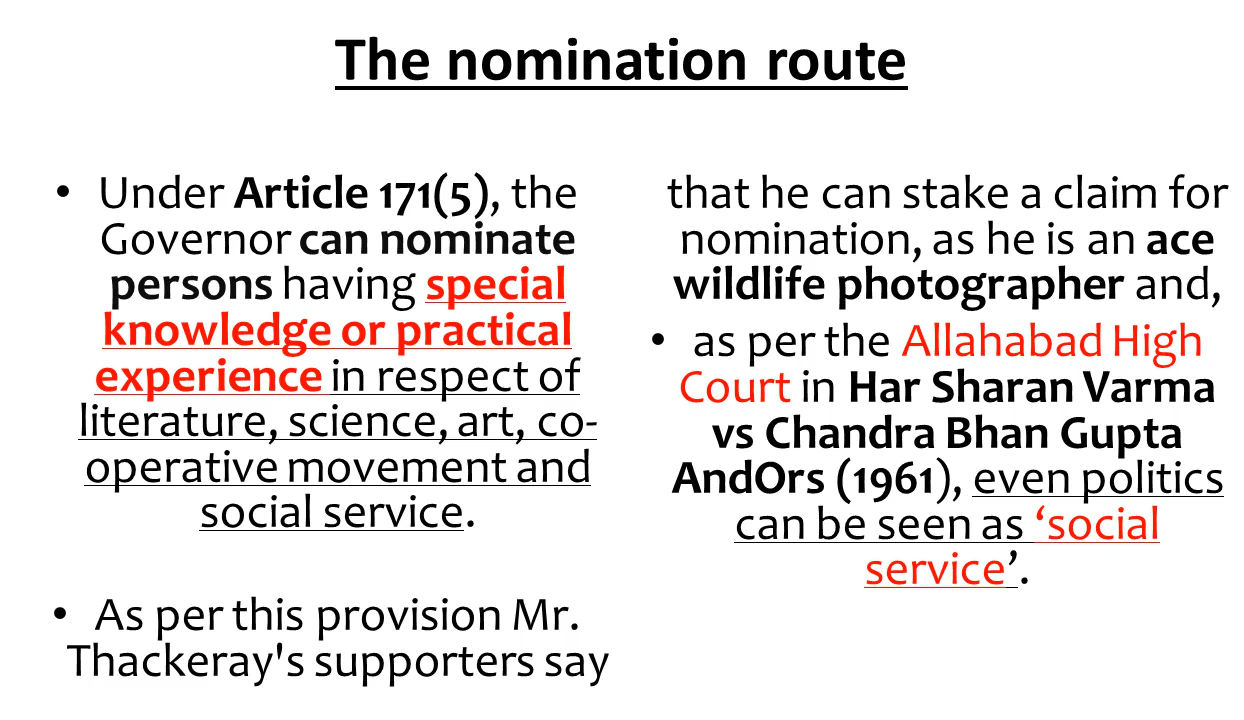 The nomination route
• Under Article 171(5), the
Governor can nominate
persons having special
knowledge or practical
experience in respect of
literature, science, art, co-
operative movement and
social service.
• As per this provision Mr.
Thackeray's supporters say
that he can stake a claim for
nomination, as he is an ace
wildlife photographer and,
• as per the Allahabad High
Court in Har Sharan Varma
vs Chandra Bhan Gupta
AndOrs (1961), even politics
can be seen as ‘social
service’.